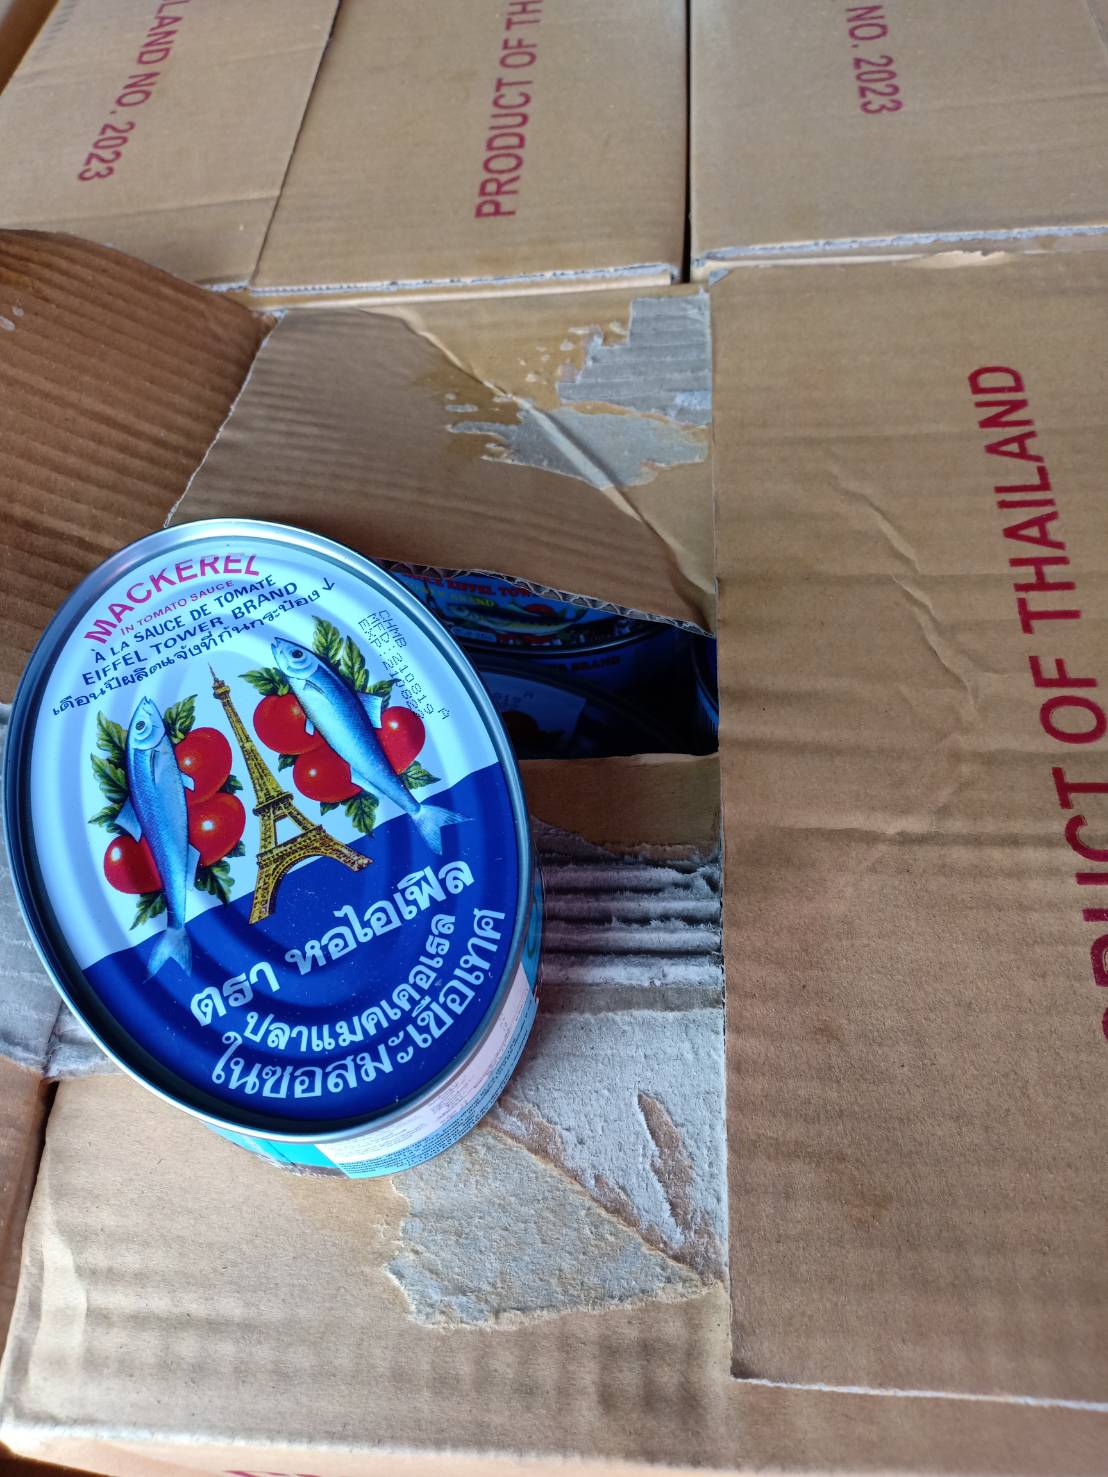 LAND NO. 2023
PRODUCT OF TH
NO. 2023
PRODUCT OF THAILAND
MACKEREL
IN TOMATO SAUCE
À LA SAUCE DE TOMATE
EIFFEL TOWER BRAND
เดือนปีผลิตแจ้งที่ก้นกระป๋อง↓
ตรา หอไอเฟิล
ปลาแมคเคอเรล
ในซอสมะเขือเทศ
EIFFEL TOW
BRAND